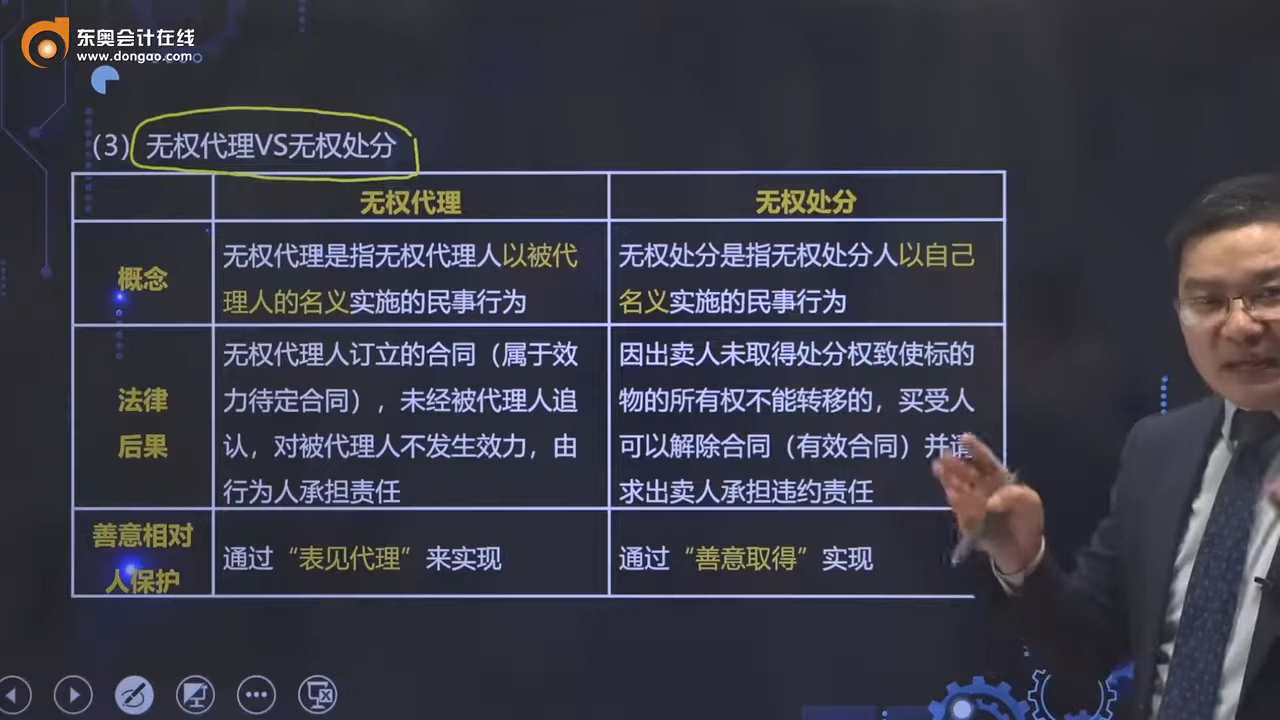 东奥会计在线
www.dongao.com
(3) 无权代理VS无权处分
无权代理
无权处分
概念
无权代理是指无权代理人以被代
理人的名义实施的民事行为
无权处分是指无权处分人以自己
名义实施的民事行为
法律
后果
无权代理人订立的合同（属于效
力待定合同），未经被代理人追
认，对被代理人不发生效力，由
行为人承担责任
因出卖人未取得处分权致使标的
物的所有权不能转移的，买受人
可以解除合同（有效合同）并请
求出卖人承担违约责任
善意相对
人保护
通过“表见代理”来实现
通过“善意取得”实现